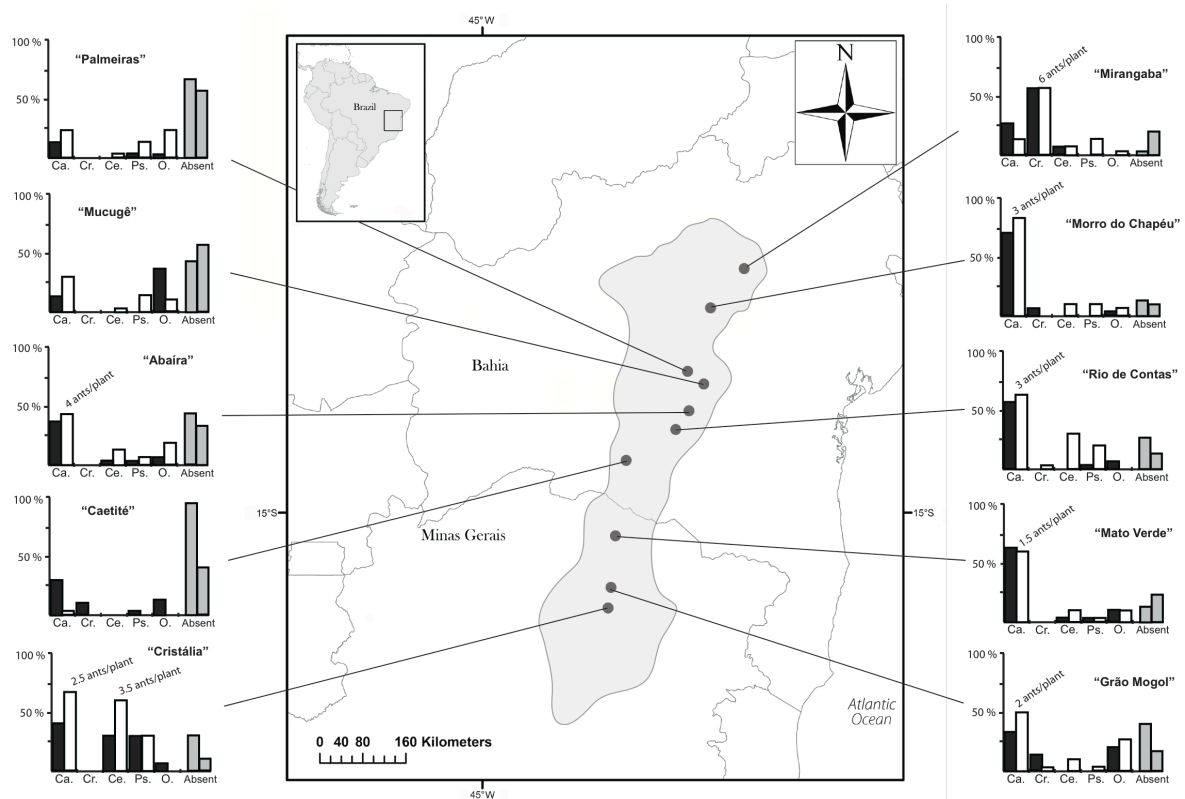 45°W
100 %
50 %
"Palmeiras"
Ca. Cr. Ce. Ps. O. Absent
100 %
50 %
"Mucugê"
Ca. Cr. Ce. Ps. O. Absent
100 %
50 %
"Abaíra"
4 ants/plant
Ca. Cr. Ce. Ps. O. Absent
100 %
50 %
"Caetité"
Ca. Cr. Ce. Ps. O. Absent
100 %
50 %
"Cristália"
2.5 ants/plant
3.5 ants/plant
Ca. Cr. Ce. Ps. O. Absent
Brazil
N
Bahia
15°S
15°S
Minas Gerais
Atlantic
Ocean
0 40 80 160 Kilometers
45°W
100 %
50 %
"Mirangaba"
6 ants/plant
Ca. Cr. Ce. Ps. O. Absent
100 %
50 %
"Morro do Chapéu"
3 ants/plant
Ca. Cr. Ce. Ps. O. Absent
100 %
50 %
"Rio de Contas"
3 ants/plant
Ca. Cr. Ce. Ps. O. Absent
100 %
50 %
"Mato Verde"
1.5 ants/plant
Ca. Cr. Ce. Ps. O. Absent
100 %
50 %
"Grão Mogol"
2 ants/plant
Ca. Cr. Ce. Ps. O. Absent